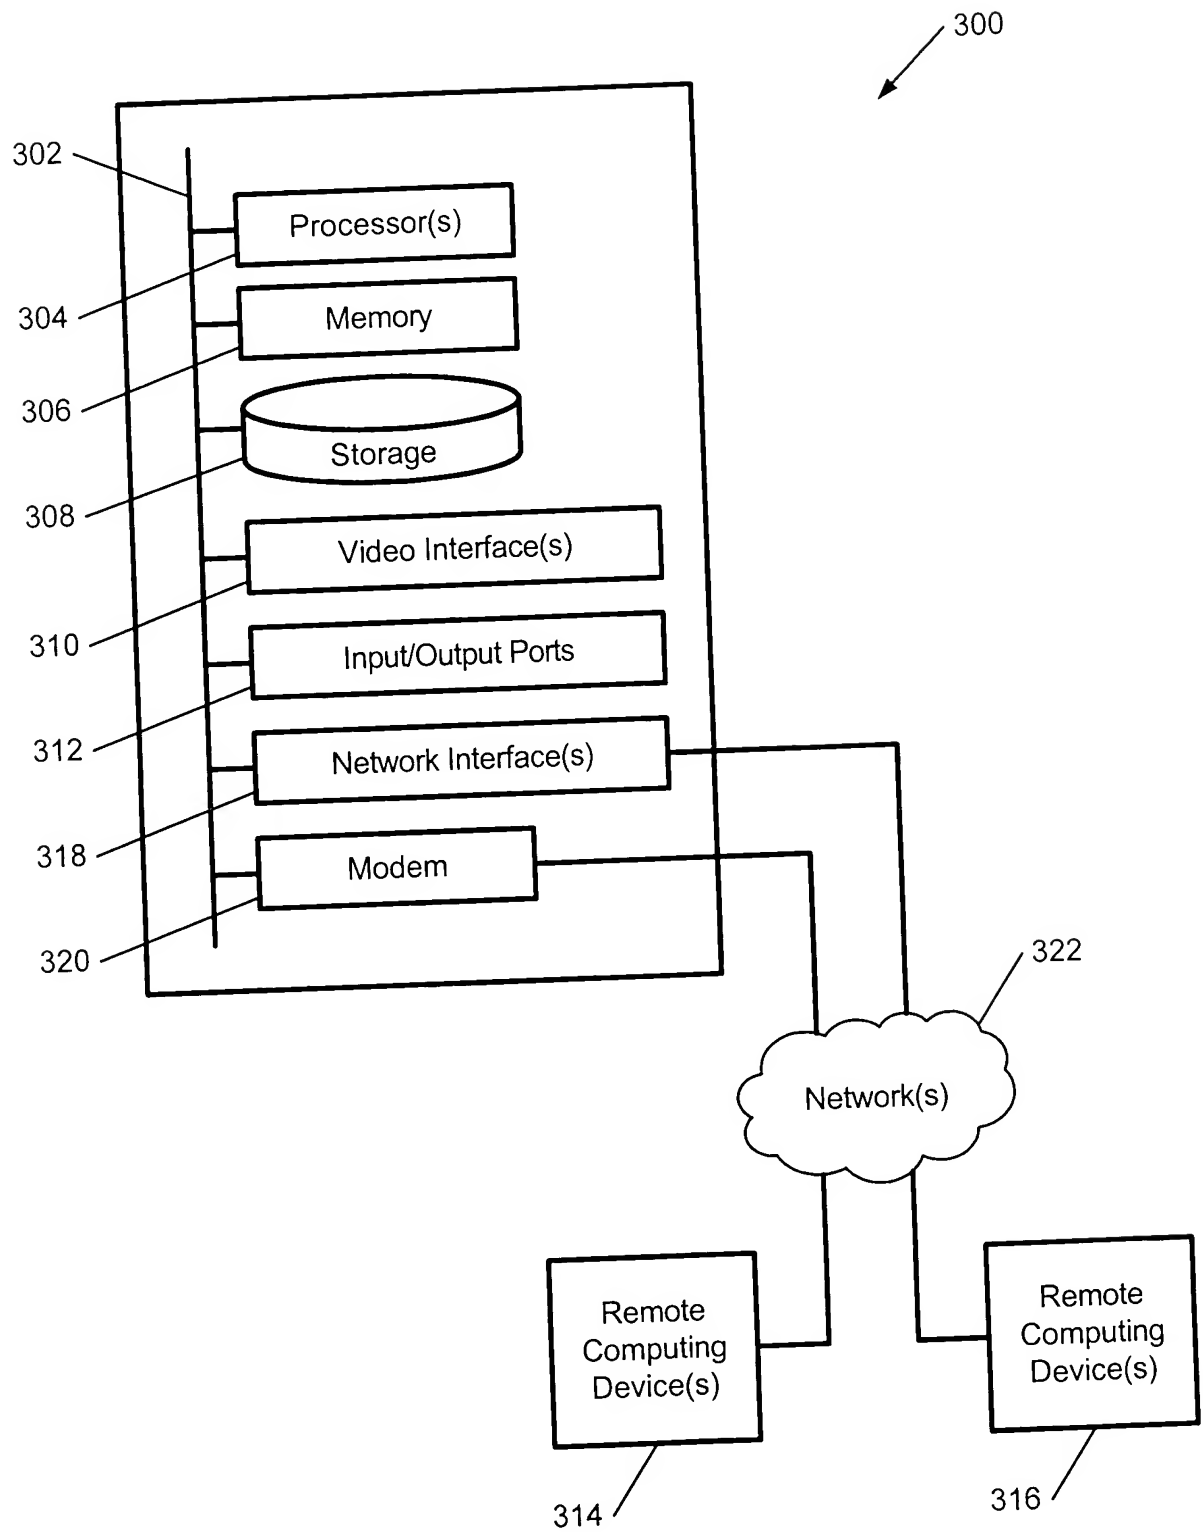 300
302
Processor(s)
304
Memory
306
Storage
308
Video Interface(s)
310
Input/Output Ports
312
Network Interface(s)
318
Modem
320
322
Network(s)
Remote
Computing
Device(s)
314
Remote
Computing
Device(s)
316